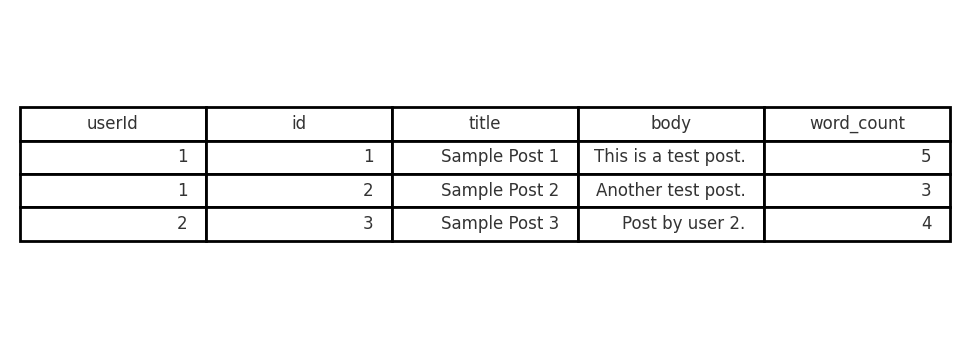 userId id title body word_count
1 1 Sample Post 1 This is a test post. 5
1 2 Sample Post 2 Another test post. 3
2 3 Sample Post 3 Post by user 2. 4